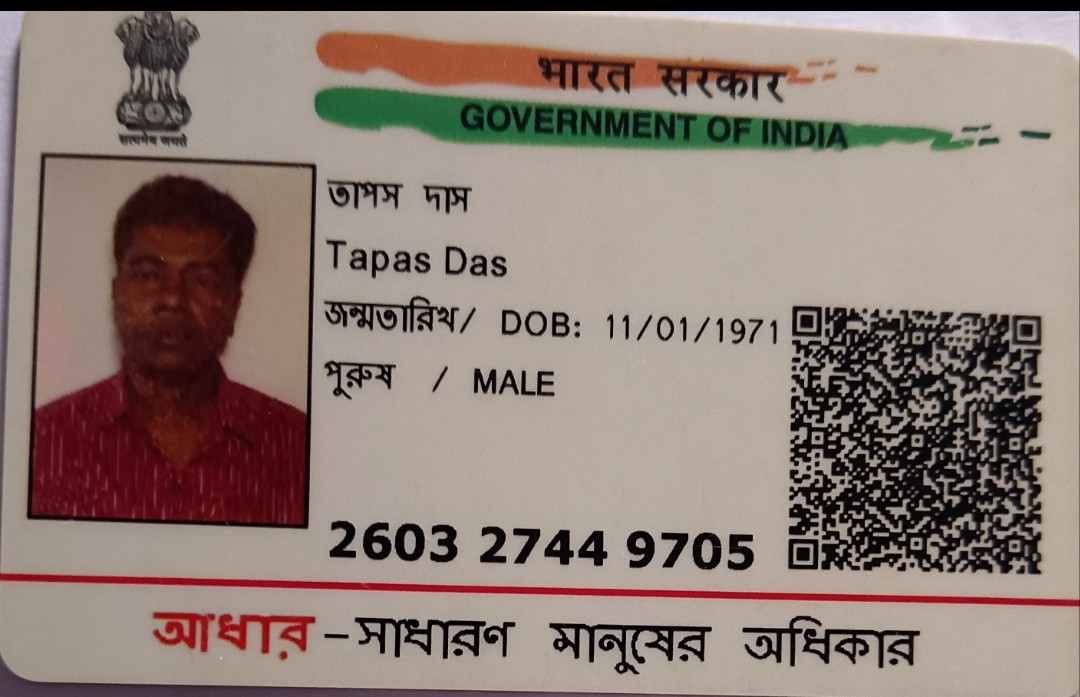 भारत सरकार
GOVERNMENT OF INDIA
सत्यमेव जयते
তাপস দাস
Tapas Das
জন্মতারিখ/ DOB: 11/01/1971
পুরুষ / MALE
2603 2744 9705
আধার – সাধারণ মানুষের অধিকার